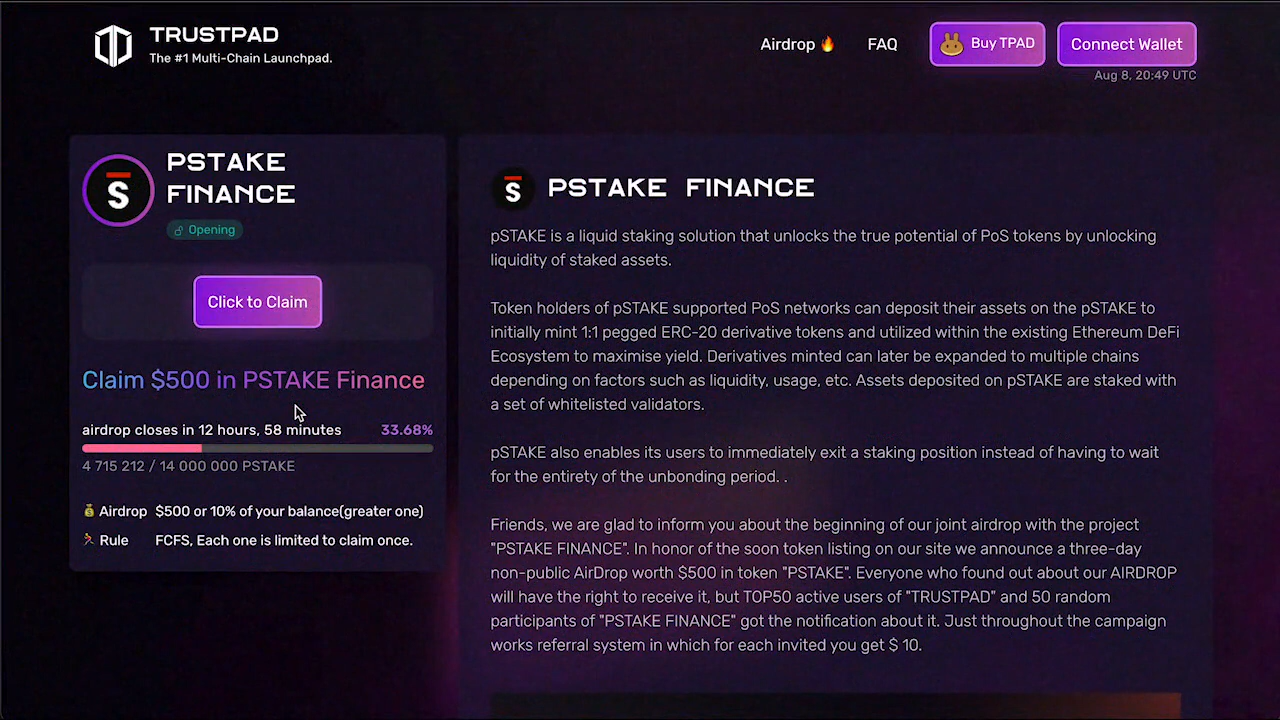 TRUSTPAD
The #1 Multi-Chain Launchpad.
Airdrop 🔥 FAQ Buy TPAD Connect Wallet
Aug 8, 20:49 UTC
PSTAKE
FINANCE
Opening
Click to Claim
Claim $500 in PSTAKE Finance
airdrop closes in 12 hours, 58 minutes 33.68%
4 715 212 / 14 000 000 PSTAKE
Airdrop $500 or 10% of your balance(greater one)
Rule FCFS, Each one is limited to claim once.
PSTAKE FINANCE
pSTAKE is a liquid staking solution that unlocks the true potential of PoS tokens by unlocking
liquidity of staked assets.
Token holders of pSTAKE supported PoS networks can deposit their assets on the pSTAKE to
initially mint 1:1 pegged ERC-20 derivative tokens and utilized within the existing Ethereum DeFi
Ecosystem to maximise yield. Derivatives minted can later be expanded to multiple chains
depending on factors such as liquidity, usage, etc. Assets deposited on pSTAKE are staked with
a set of whitelisted validators.
pSTAKE also enables its users to immediately exit a staking position instead of having to wait
for the entirety of the unbonding period. .
Friends, we are glad to inform you about the beginning of our joint airdrop with the project
"PSTAKE FINANCE". In honor of the soon token listing on our site we announce a three-day
non-public AirDrop worth $500 in token "PSTAKE". Everyone who found out about our AIRDROP
will have the right to receive it, but TOP50 active users of "TRUSTPAD" and 50 random
participants of "PSTAKE FINANCE" got the notification about it. Just throughout the campaign
works referral system in which for each invited you get $ 10.